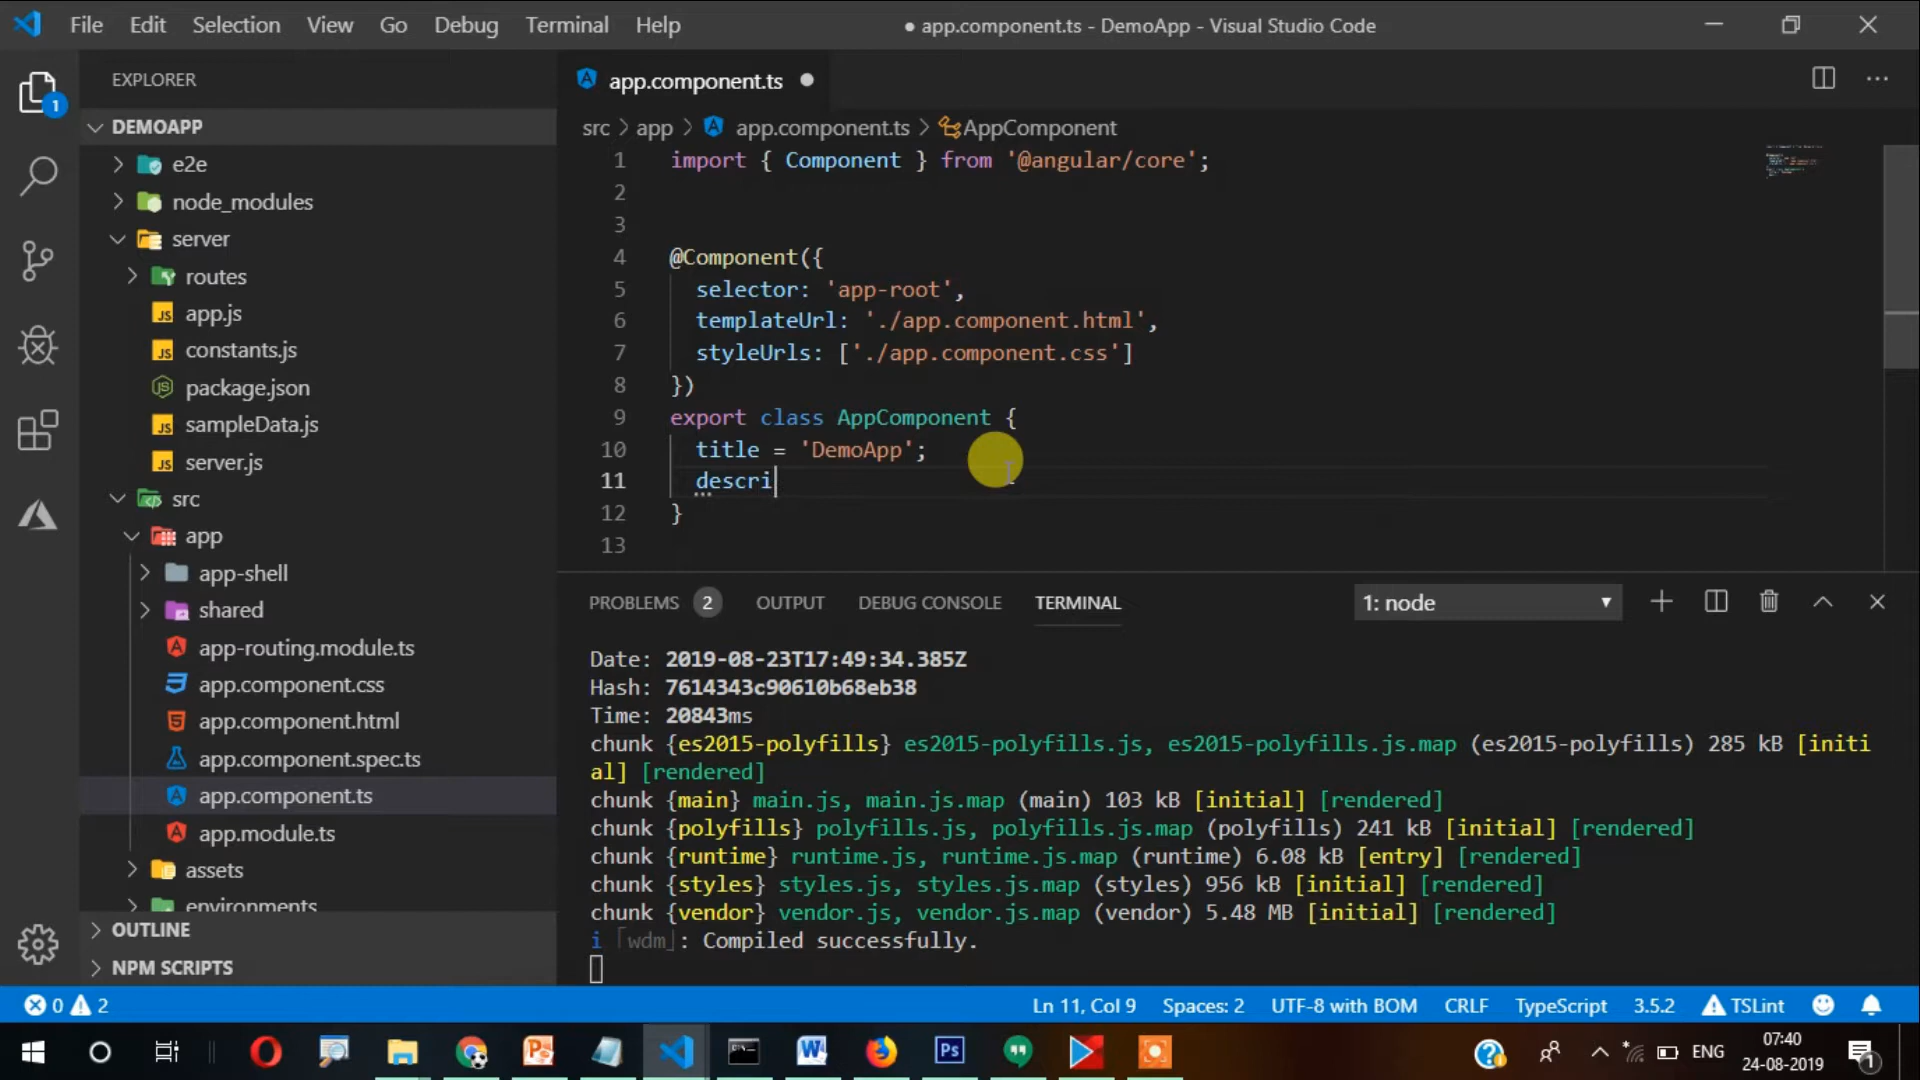 File Edit Selection View Go Debug Terminal Help ● app.component.ts - DemoApp - Visual Studio Code
EXPLORER
app.component.ts
DEMOAPP
src > app > app.component.ts > AppComponent
e2e
node_modules
server
routes
app.js
constants.js
package.json
sampleData.js
server.js
src
app
app-shell
shared
app-routing.module.ts
app.component.css
app.component.html
app.component.spec.ts
app.component.ts
app.module.ts
assets
environments
OUTLINE
NPM SCRIPTS
1 import { Component } from '@angular/core';
2
3
4 @Component({
5 selector: 'app-root',
6 templateUrl: './app.component.html',
7 styleUrls: ['./app.component.css']
8 })
9 export class AppComponent {
10 title = 'DemoApp';
11 descri
12 }
13
PROBLEMS 2 OUTPUT DEBUG CONSOLE TERMINAL 1: node
Date: 2019-08-23T17:49:34.385Z
Hash: 7614343c90610b68eb38
Time: 20843ms
chunk {es2015-polyfills} es2015-polyfills.js, es2015-polyfills.js.map (es2015-polyfills) 285 kB [initi
al] [rendered]
chunk {main} main.js, main.js.map (main) 103 kB [initial] [rendered]
chunk {polyfills} polyfills.js, polyfills.js.map (polyfills) 241 kB [initial] [rendered]
chunk {runtime} runtime.js, runtime.js.map (runtime) 6.08 kB [entry] [rendered]
chunk {styles} styles.js, styles.js.map (styles) 956 kB [initial] [rendered]
chunk {vendor} vendor.js, vendor.js.map (vendor) 5.48 MB [initial] [rendered]
i ｢wdm｣: Compiled successfully.
0 2 Ln 11, Col 9 Spaces: 2 UTF-8 with BOM CRLF TypeScript 3.5.2 TSLint
ENG 07:40
24-08-2019